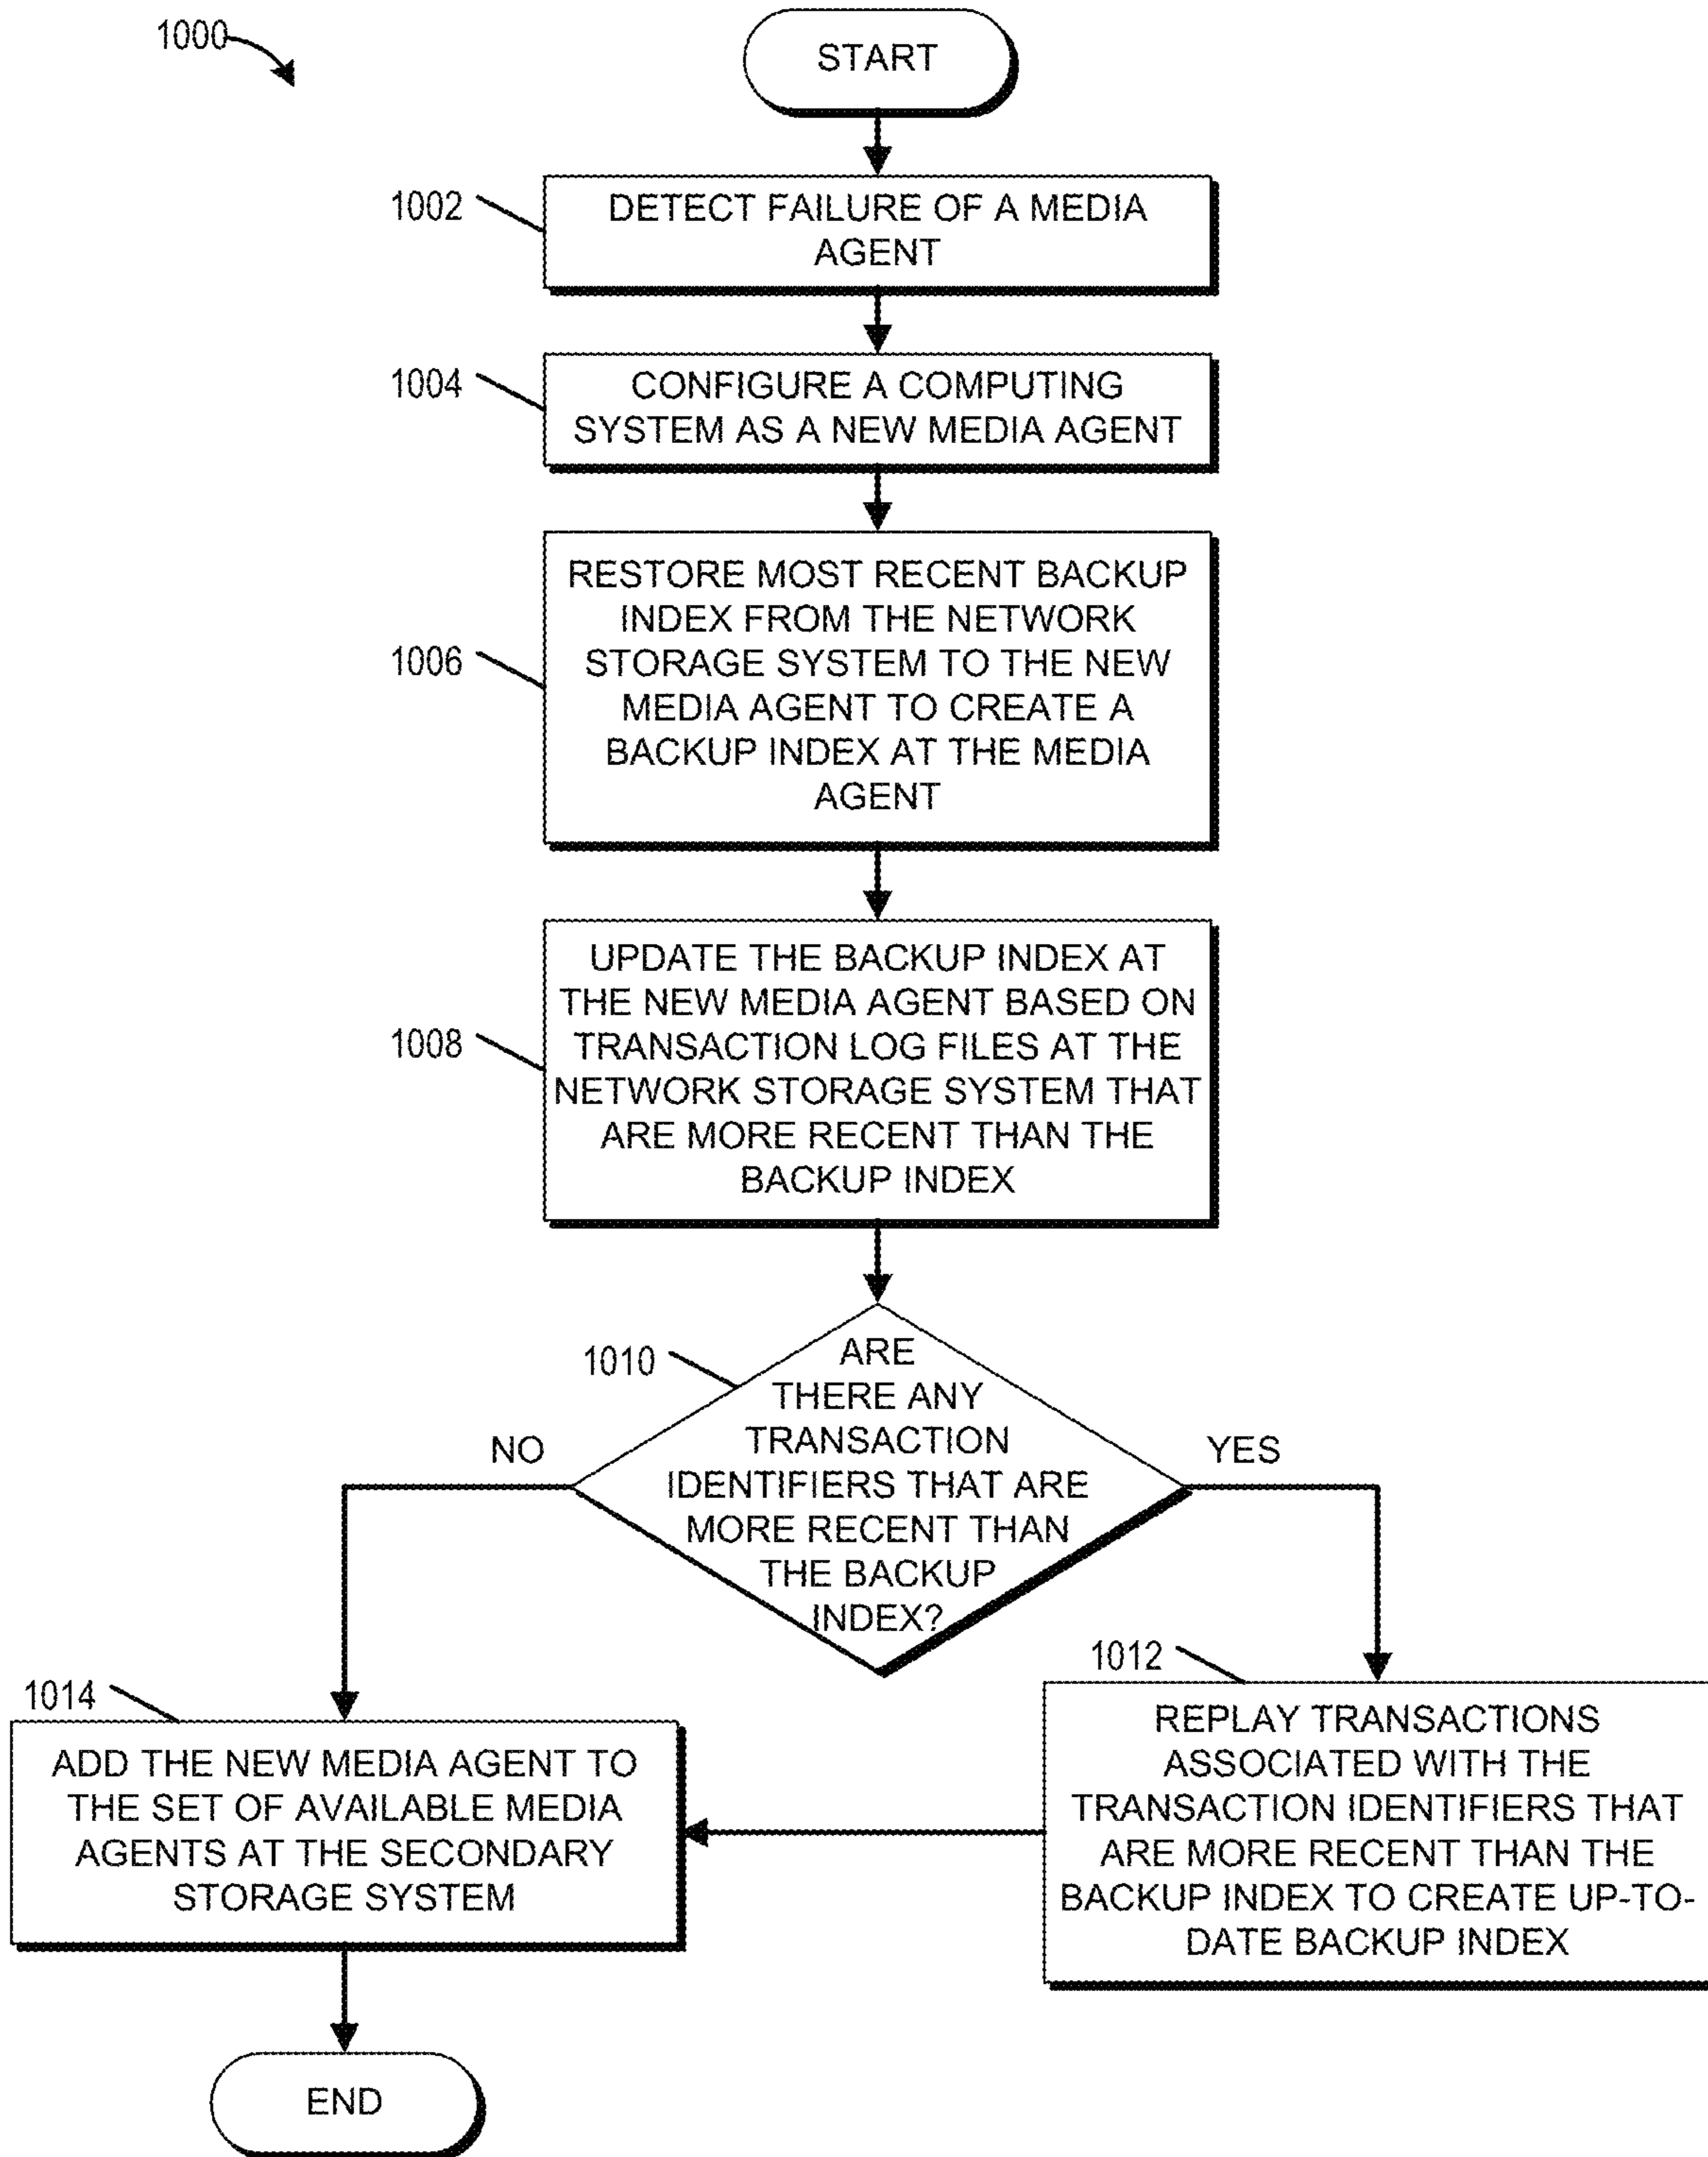 1000
START
1002
DETECT FAILURE OF A MEDIA
AGENT
1004
CONFIGURE A COMPUTING
SYSTEM AS A NEW MEDIA AGENT
1006
RESTORE MOST RECENT BACKUP
INDEX FROM THE NETWORK
STORAGE SYSTEM TO THE NEW
MEDIA AGENT TO CREATE A
BACKUP INDEX AT THE MEDIA
AGENT
1008
UPDATE THE BACKUP INDEX AT
THE NEW MEDIA AGENT BASED ON
TRANSACTION LOG FILES AT THE
NETWORK STORAGE SYSTEM THAT
ARE MORE RECENT THAN THE
BACKUP INDEX
1010
ARE
THERE ANY
TRANSACTION
IDENTIFIERS THAT ARE
MORE RECENT THAN
THE BACKUP
INDEX?
NO
YES
1012
REPLAY TRANSACTIONS
ASSOCIATED WITH THE
TRANSACTION IDENTIFIERS THAT
ARE MORE RECENT THAN THE
BACKUP INDEX TO CREATE UP-TO-
DATE BACKUP INDEX
1014
ADD THE NEW MEDIA AGENT TO
THE SET OF AVAILABLE MEDIA
AGENTS AT THE SECONDARY
STORAGE SYSTEM
END